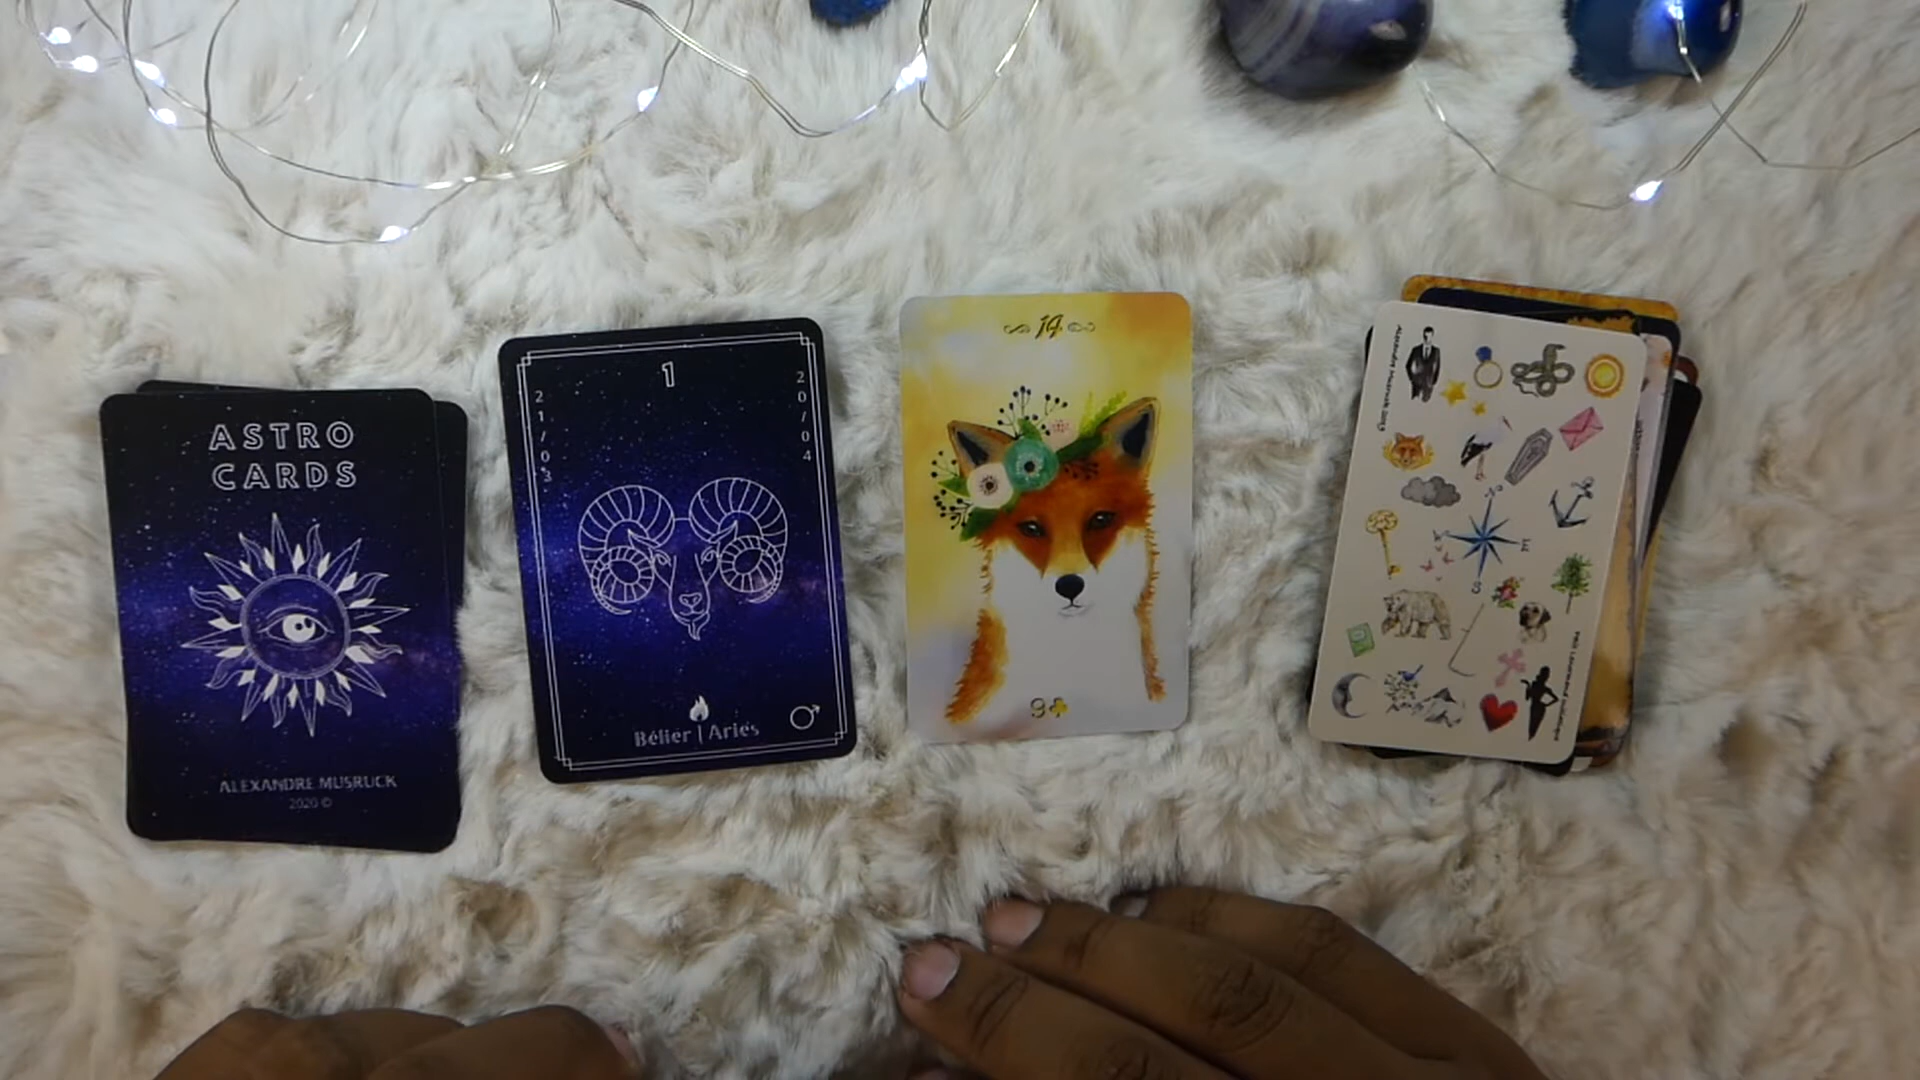 ASTRO
CARDS
ALEXANDRE MUSRUCK
2020 ©
1
21/03
20/04
Bélier | Aries
14
9♣
N
E
S